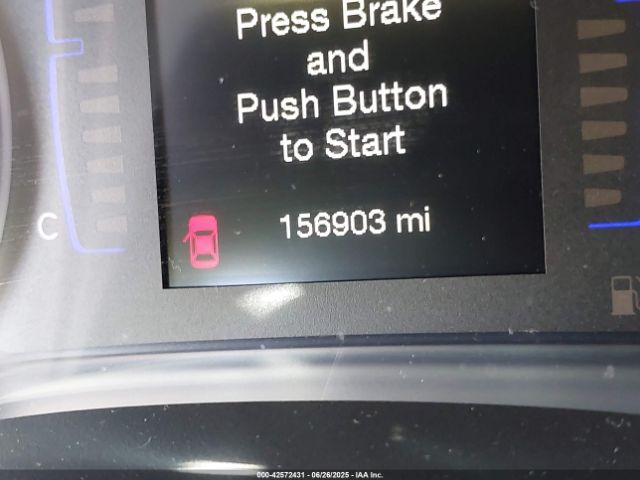 Press Brake
and
Push Button
to Start
156903 mi
C
000-42572431 - 06/26/2025 - IAA Inc.